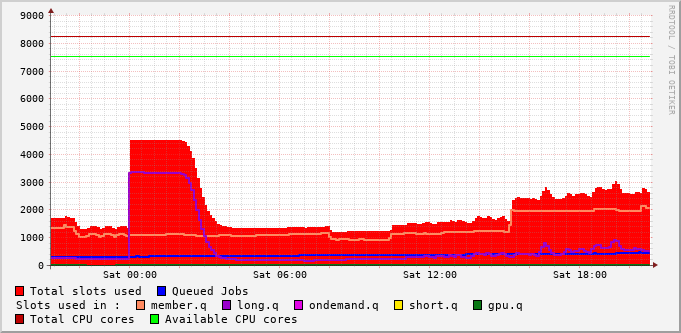 9000
8000
7000
6000
5000
4000
3000
2000
1000
0
Sat 00:00 Sat 06:00 Sat 12:00 Sat 18:00
RRDTOOL / TOBI OETIKER
Total slots used Queued Jobs
Slots used in : member.q long.q ondemand.q short.q gpu.q
Total CPU cores Available CPU cores